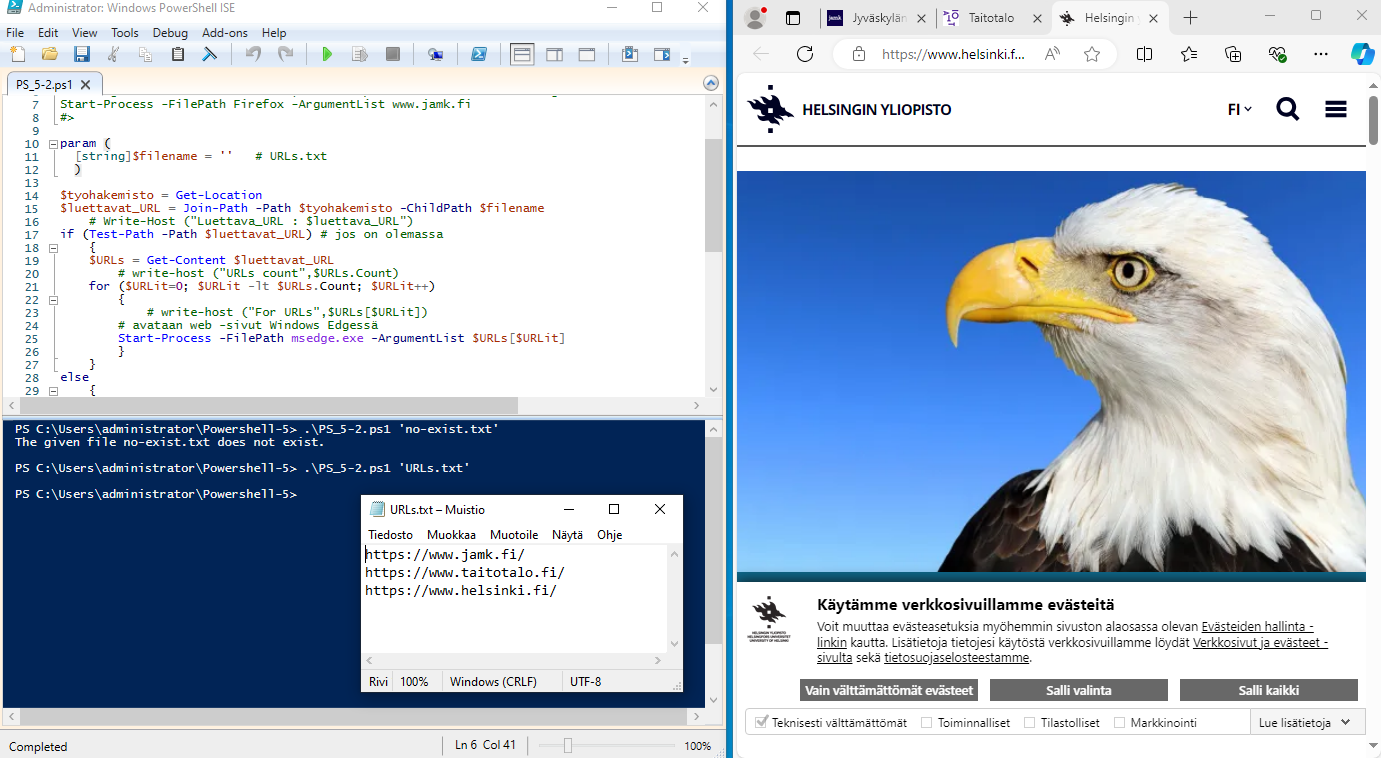 Administrator: Windows PowerShell ISE
File Edit View Tools Debug Add-ons Help
PS_5-2.ps1
7 Start-Process -FilePath Firefox -ArgumentList www.jamk.fi
8 #>
9
10 param (
11 [string]$filename = '' # URLs.txt
12 )
13
14 $tyohakemisto = Get-Location
15 $luettavat_URL = Join-Path -Path $tyohakemisto -ChildPath $filename
16 # Write-Host ("Luettava_URL : $luettava_URL")
17 if (Test-Path -Path $luettavat_URL) # jos on olemassa
18 {
19 $URLs = Get-Content $luettavat_URL
20 # write-host ("URLs count",$URLs.Count)
21 for ($URLit=0; $URLit -lt $URLs.Count; $URLit++)
22 {
23 # write-host ("For URLs",$URLs[$URLit])
24 # avataan web -sivut Windows Edgessä
25 Start-Process -FilePath msedge.exe -ArgumentList $URLs[$URLit]
26 }
27 }
28 else
29 {
PS C:\Users\administrator\Powershell-5> .\PS_5-2.ps1 'no-exist.txt'
The given file no-exist.txt does not exist.
PS C:\Users\administrator\Powershell-5> .\PS_5-2.ps1 'URLs.txt'
PS C:\Users\administrator\Powershell-5>
URLs.txt – Muistio
Tiedosto Muokkaa Muotoile Näytä Ohje
https://www.jamk.fi/
https://www.taitotalo.fi/
https://www.helsinki.fi/
Rivi 100% Windows (CRLF) UTF-8
Completed Ln 6 Col 41 100%
jamk Jyväskylän Taitotalo Helsingin
https://www.helsinki.f...
HELSINGIN YLIOPISTO FI
Käytämme verkkosivuillamme evästeitä
Voit muuttaa evästeasetuksia myöhemmin sivuston alaosassa olevan Evästeiden hallinta -
linkin kautta. Lisätietoja tietojesi käytöstä verkkosivuillamme löydät Verkkosivut ja evästeet -
sivulta sekä tietosuojaselosteestamme.
HELSINGIN YLIOPISTO
HELSINGFORS UNIVERSITET
UNIVERSITY OF HELSINKI
Vain välttämättömät evästeet Salli valinta Salli kaikki
Teknisesti välttämättömät Toiminnalliset Tilastolliset Markkinointi Lue lisätietoja